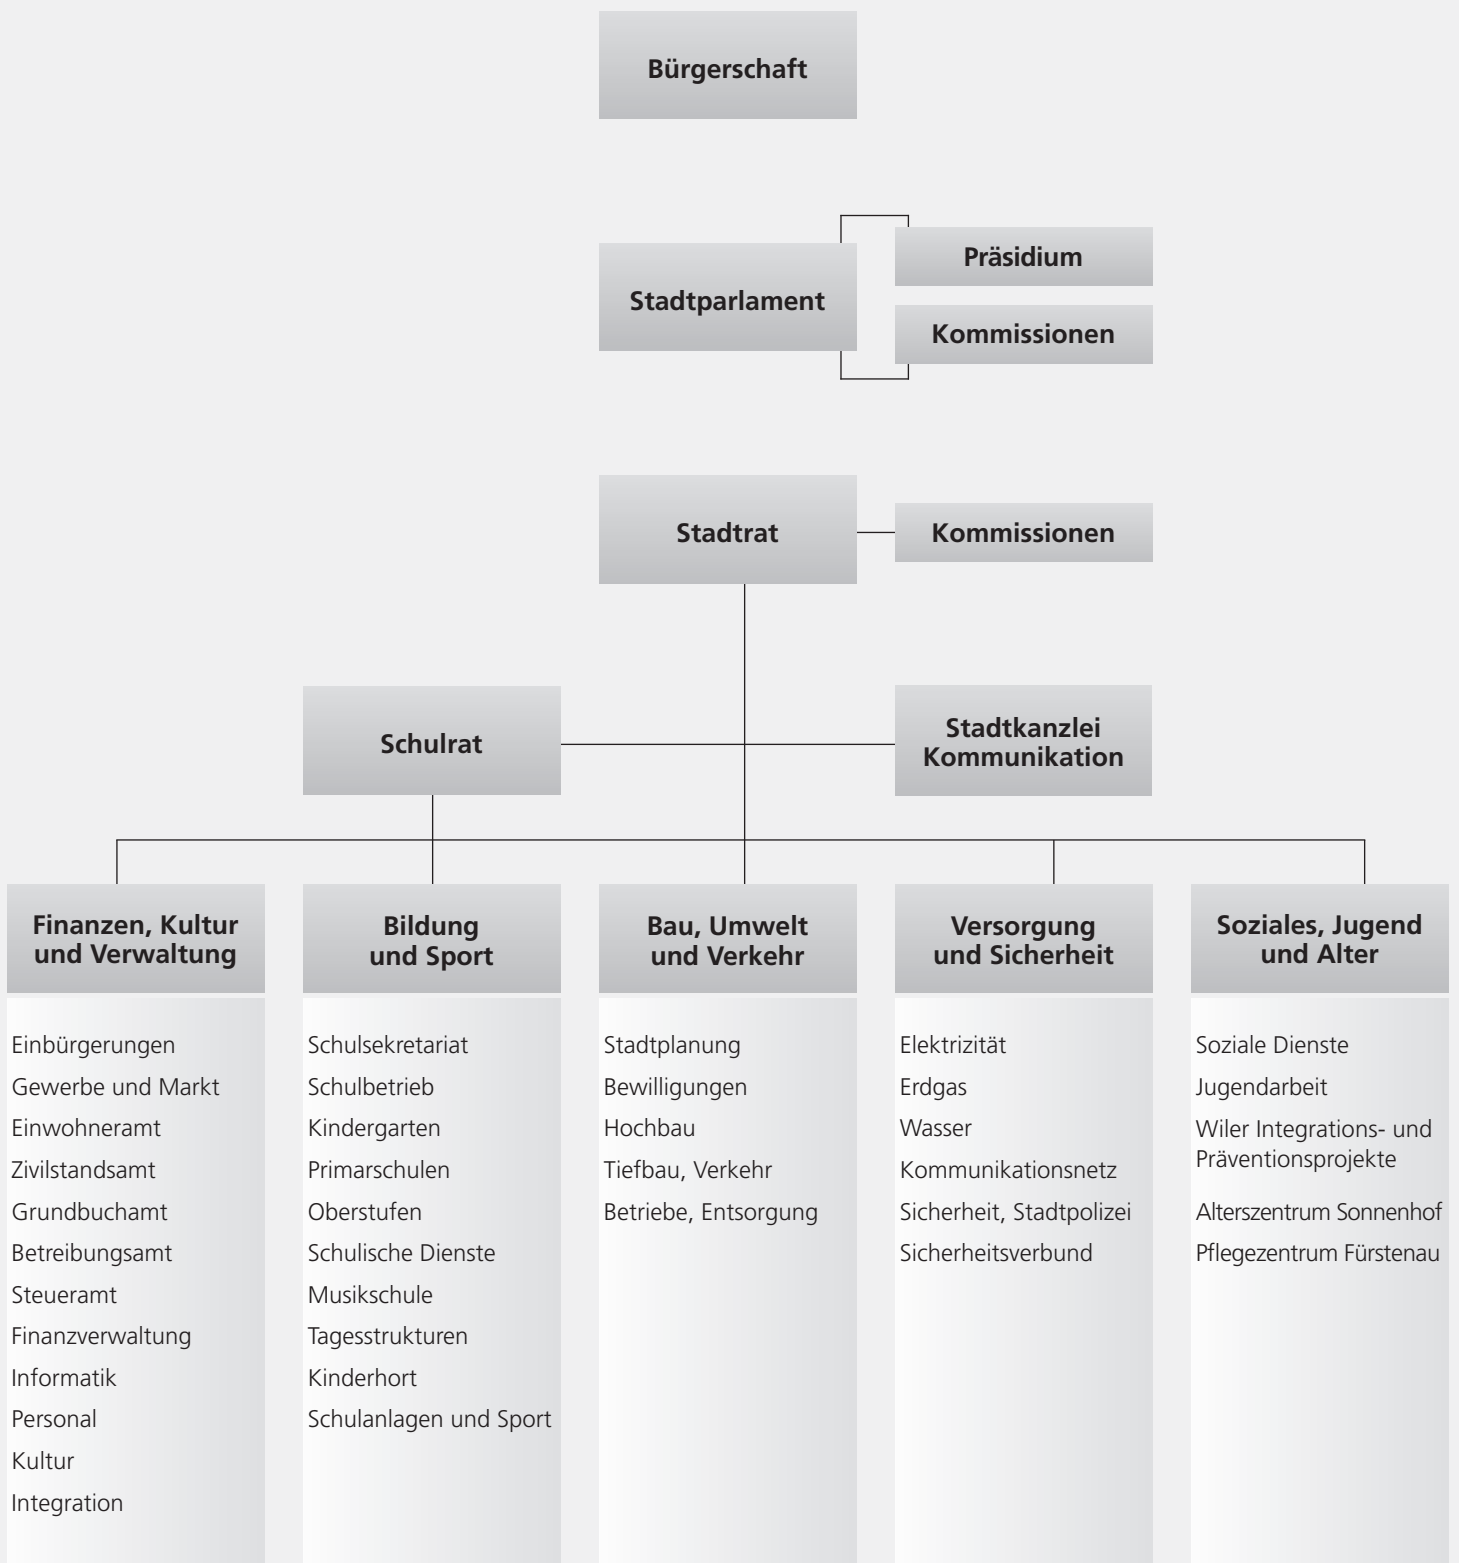 Bürgerschaft
Stadtparlament
Präsidium
Kommissionen
Stadtrat
Kommissionen
Schulrat
Stadtkanzlei
Kommunikation
Finanzen, Kultur
und Verwaltung
Einbürgerungen
Gewerbe und Markt
Einwohneramt
Zivilstandsamt
Grundbuchamt
Betreibungsamt
Steueramt
Finanzverwaltung
Informatik
Personal
Kultur
Integration
Bildung
und Sport
Schulsekretariat
Schulbetrieb
Kindergarten
Primarschulen
Oberstufen
Schulische Dienste
Musikschule
Tagesstrukturen
Kinderhort
Schulanlagen und Sport
Bau, Umwelt
und Verkehr
Stadtplanung
Bewilligungen
Hochbau
Tiefbau, Verkehr
Betriebe, Entsorgung
Versorgung
und Sicherheit
Elektrizität
Erdgas
Wasser
Kommunikationsnetz
Sicherheit, Stadtpolizei
Sicherheitsverbund
Soziales, Jugend
und Alter
Soziale Dienste
Jugendarbeit
Wiler Integrations- und
Präventionsprojekte
Alterszentrum Sonnenhof
Pflegezentrum Fürstenau